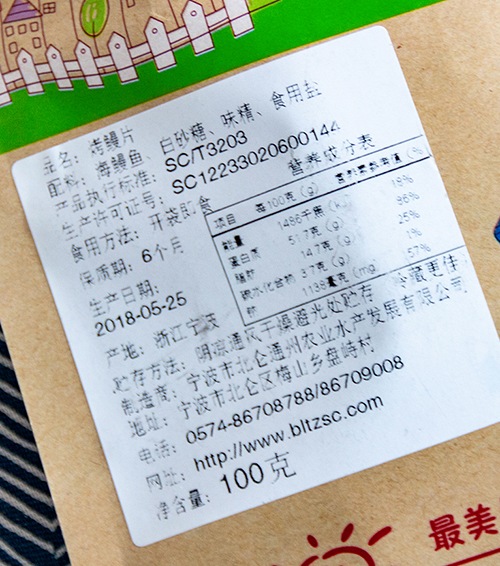 品名: 烤鳗片
配料: 海鳗鱼、白砂糖、味精、食用盐
产品执行标准: SC/T3203
生产许可证号: SC12233020600144
食用方法: 开袋即食
保质期: 6个月
生产日期:
2018-05-25
营养成分表
项目 每100克(g) 营养素参考值(%)
能量 1486千焦(k 18%
蛋白质 51.7克(g) 86%
脂肪 14.7克(g) 25%
碳水化合物 3.7克(g) 1%
1138毫克(mg) 57%
产地: 浙江宁波
贮存方法: 阴凉通风干燥避光处贮存 冷藏更佳
制造商: 宁波市北仑通州农业水产发展有限公司
地址: 宁波市北仑区梅山乡盘峙村
电话: 0574-86708788/86709008
网址: http://www.bltzsc.com
净含量: 100克
最美